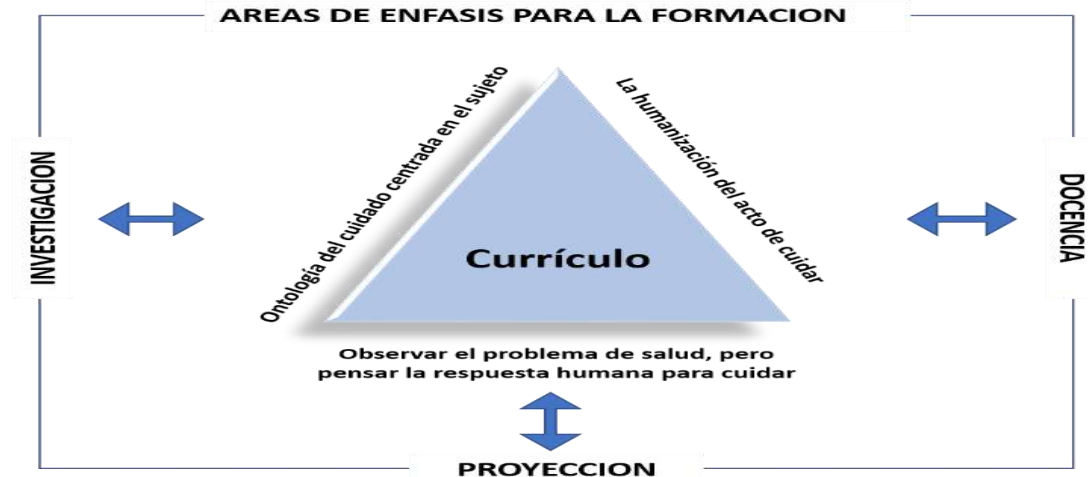 AREAS DE ENFASIS PARA LA FORMACION
Ontología del cuidado centrada en el sujeto
La humanización del acto de cuidar
INVESTIGACION
DOCENCIA
Currículo
Observar el problema de salud, pero
pensar la respuesta humana para cuidar
PROYECCION